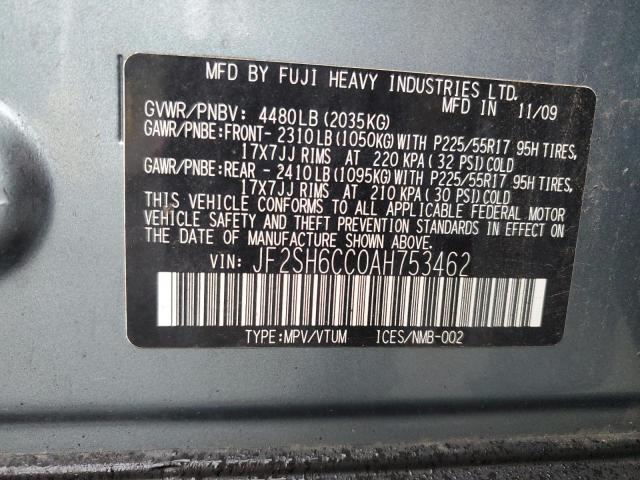 MFD BY FUJI HEAVY INDUSTRIES LTD.
MFD IN 11/09
GVWR/PNBV: 4480LB(2035KG)
GAWR/PNBE:FRONT- 2310LB(1050KG)WITH P225/55R17 95H TIRES,
17X7JJ RIMS AT 220 KPA( 32 PSI)COLD
GAWR/PNBE:REAR - 2410LB(1095KG)WITH P225/55R17 95H TIRES,
17X7JJ RIMS AT 210 KPA( 30 PSI)COLD
THIS VEHICLE CONFORMS TO ALL APPLICABLE FEDERAL MOTOR
VEHICLE SAFETY AND THEFT PREVENTION STANDARDS IN EFFECT ON
THE DATE OF MANUFACTURE SHOWN ABOVE.
VIN: JF2SH6CC0AH753462
TYPE:MPV/VTUM ICES/NMB-002